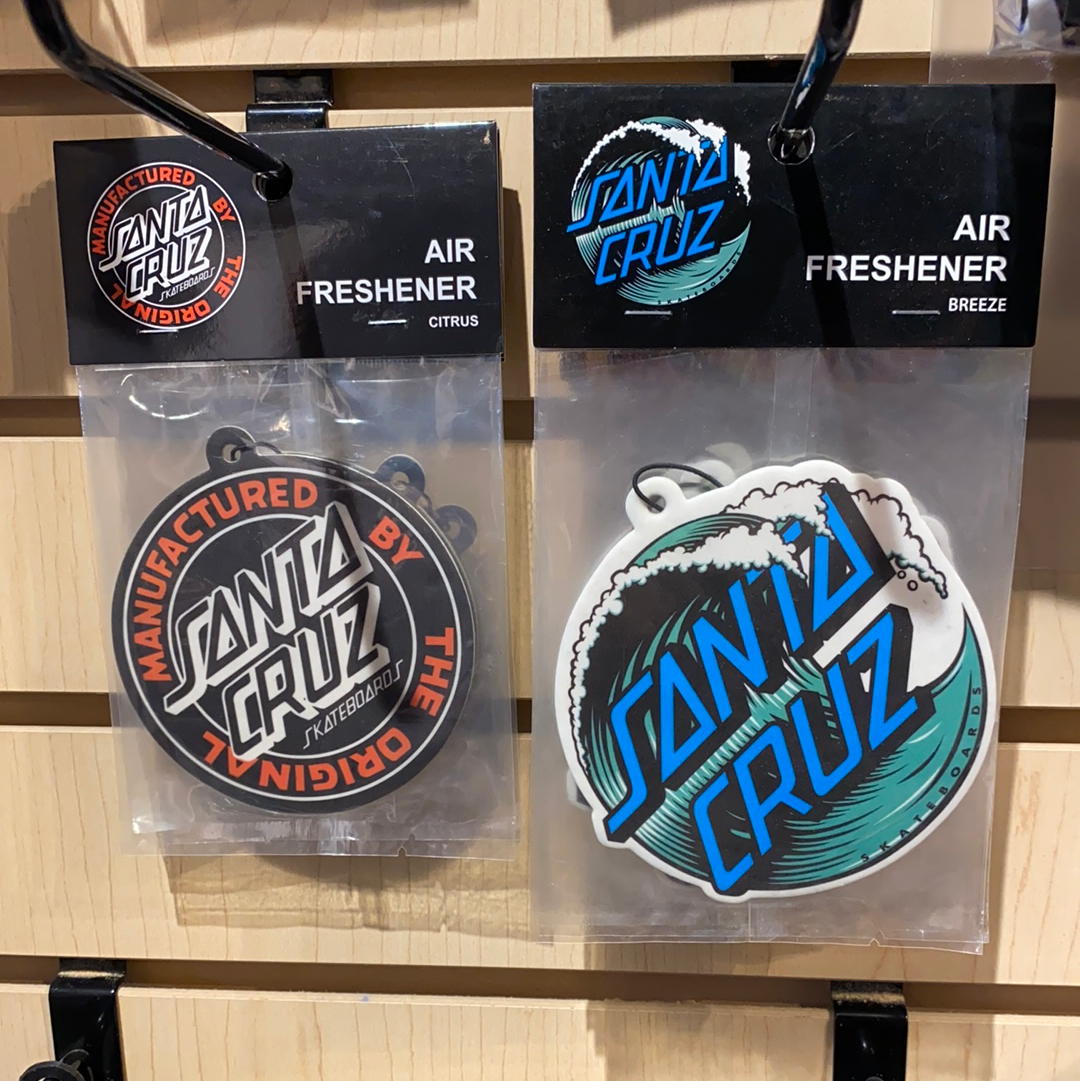 MANUFACTURED BY THE ORIGINAL
SANTA
CRUZ
SKATEBOARDS
AIR
FRESHENER
CITRUS
SANTA
CRUZ
SKATEBOARDS
AIR
FRESHENER
BREEZE
MANUFACTURED BY THE ORIGINAL
SANTA
CRUZ
SKATEBOARDS
SANTA
CRUZ
SKATEBOARDS